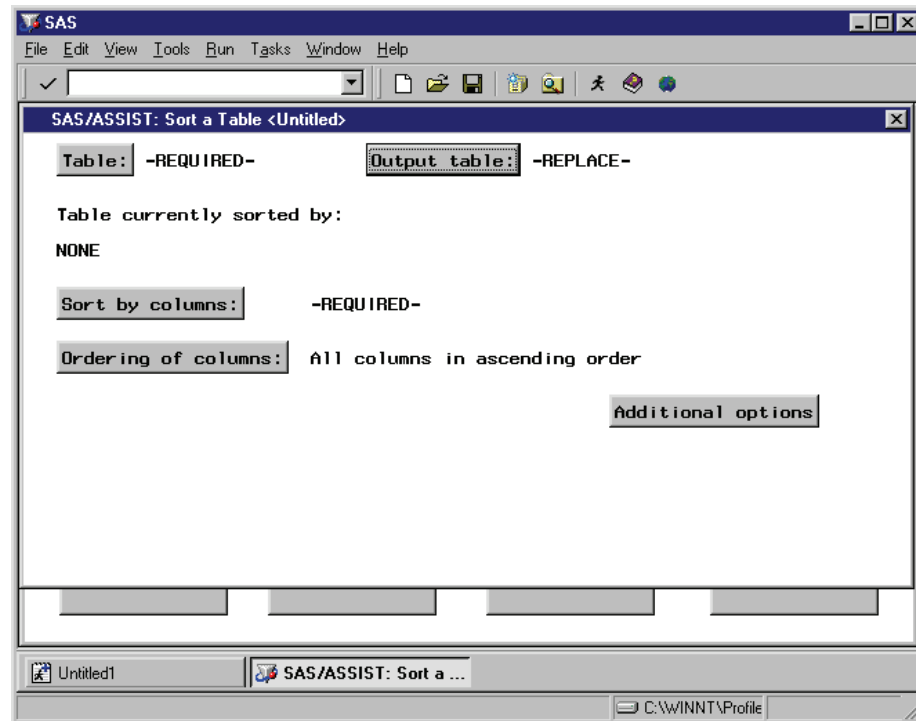 SAS
File Edit View Tools Run Tasks Window Help
SAS/ASSIST: Sort a Table <Untitled>
Table: -REQUIRED- Output table: -REPLACE-
Table currently sorted by:
NONE
Sort by columns: -REQUIRED-
Ordering of columns: All columns in ascending order
Additional options
Untitled1 SAS/ASSIST: Sort a ...
C:\WINNT\Profile